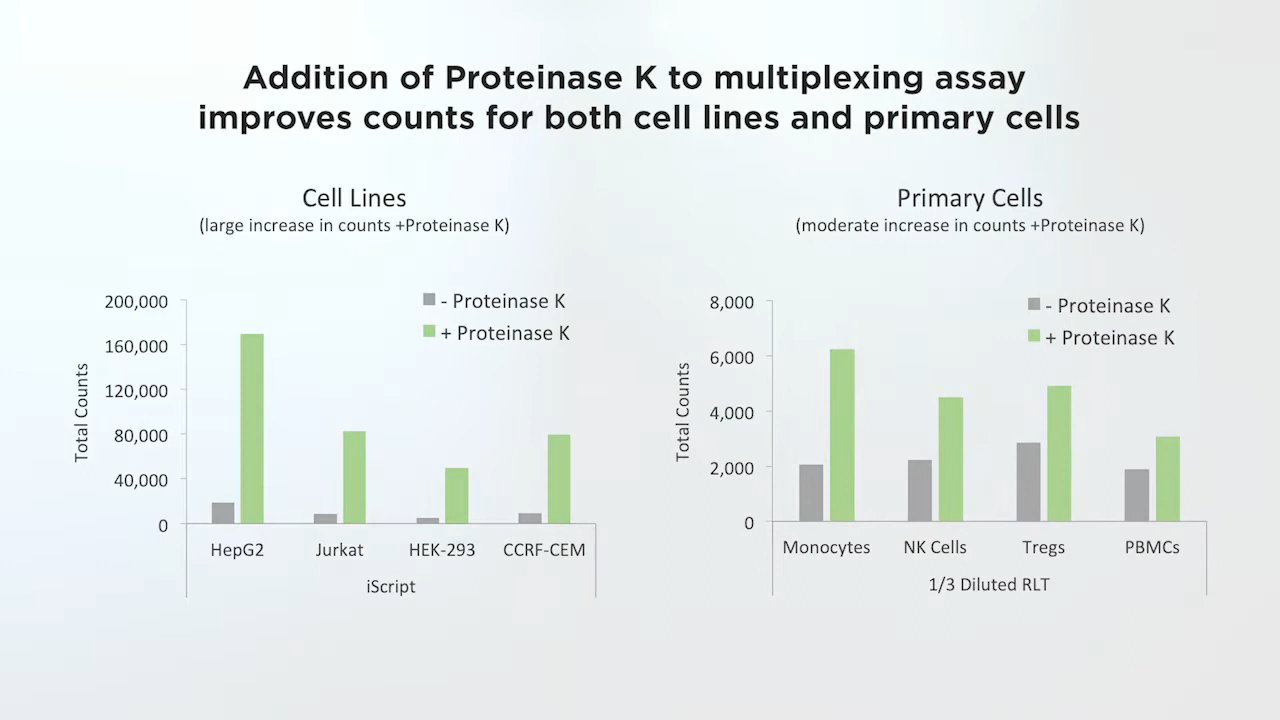 Addition of Proteinase K to multiplexing assay
improves counts for both cell lines and primary cells
Cell Lines
(large increase in counts +Proteinase K)
200,000
160,000
120,000
80,000
40,000
0
Total Counts
- Proteinase K
+ Proteinase K
HepG2
Jurkat
HEK-293
CCRF-CEM
iScript
Primary Cells
(moderate increase in counts +Proteinase K)
8,000
6,000
4,000
2,000
0
Total Counts
- Proteinase K
+ Proteinase K
Monocytes
NK Cells
Tregs
PBMCs
1/3 Diluted RLT